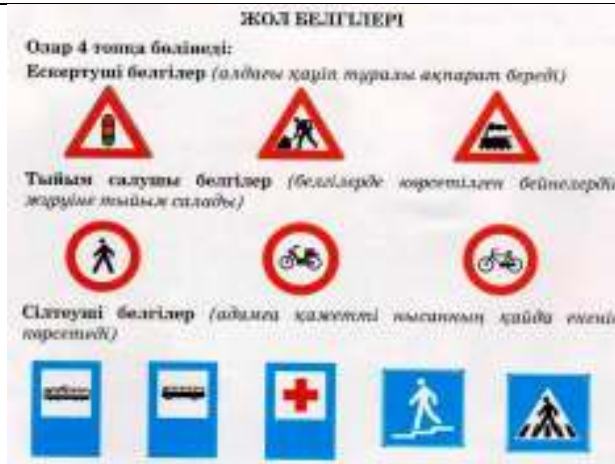 ЖОЛ БЕЛГІЛЕРІ
Олар 4 топқа бөлінеді:
Ескертуші белгілер (алдағы қауіп туралы ақпарат береді)
Тыйым салушы белгілер (белгілерде көрсетілген бейнелердің
жүруіне тыйым салады)
Сілтеуші белгілер (адамға қажетті нысанның қайда екенін
көрсетеді)